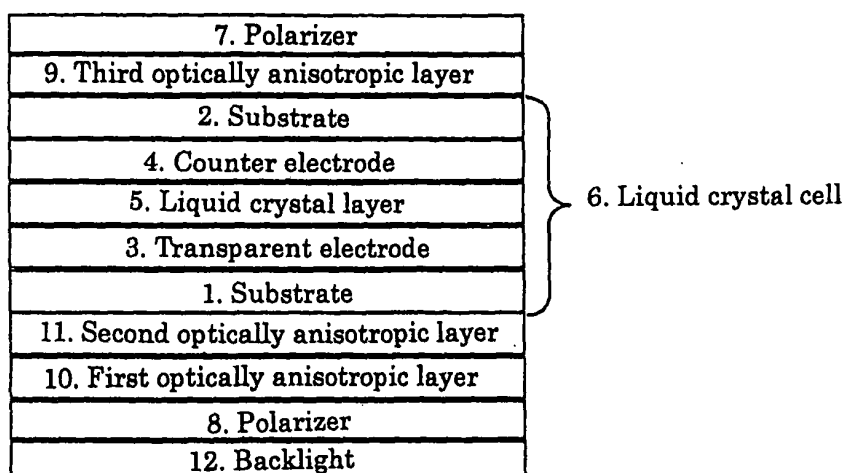 7. Polarizer
9. Third optically anisotropic layer
2. Substrate
4. Counter electrode
5. Liquid crystal layer
6. Liquid crystal cell
3. Transparent electrode
1. Substrate
11. Second optically anisotropic layer
10. First optically anisotropic layer
8. Polarizer
12. Backlight